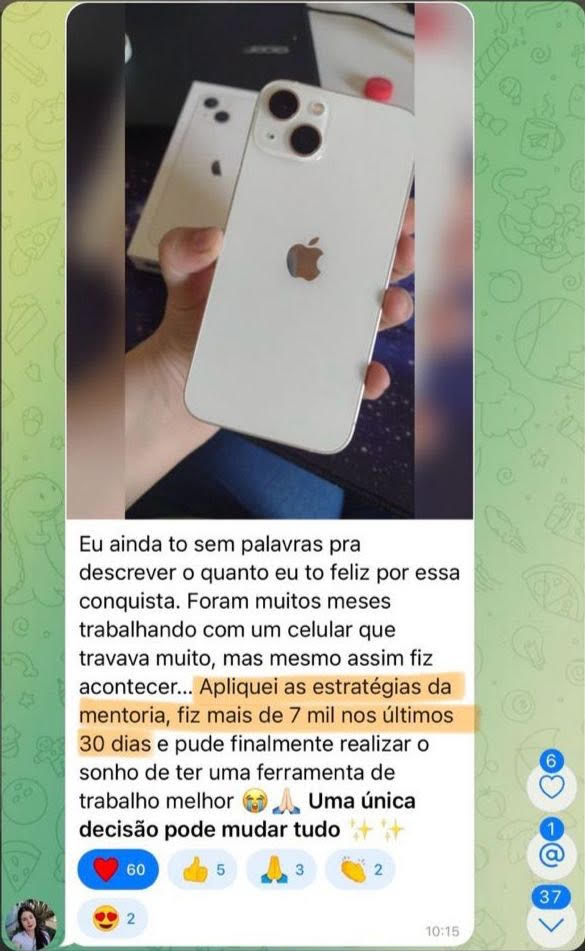 acer
Eu ainda to sem palavras pra
descrever o quanto eu to feliz por essa
conquista. Foram muitos meses
trabalhando com um celular que
travava muito, mas mesmo assim fiz
acontecer... Apliquei as estratégias da
mentoria, fiz mais de 7 mil nos últimos
30 dias e pude finalmente realizar o
sonho de ter uma ferramenta de
trabalho melhor 😭🙏🏻 Uma única
decisão pode mudar tudo ✨✨
❤️ 60 👍 5 🙏 3 👏 2
😍 2
10:15
6
1
@
37